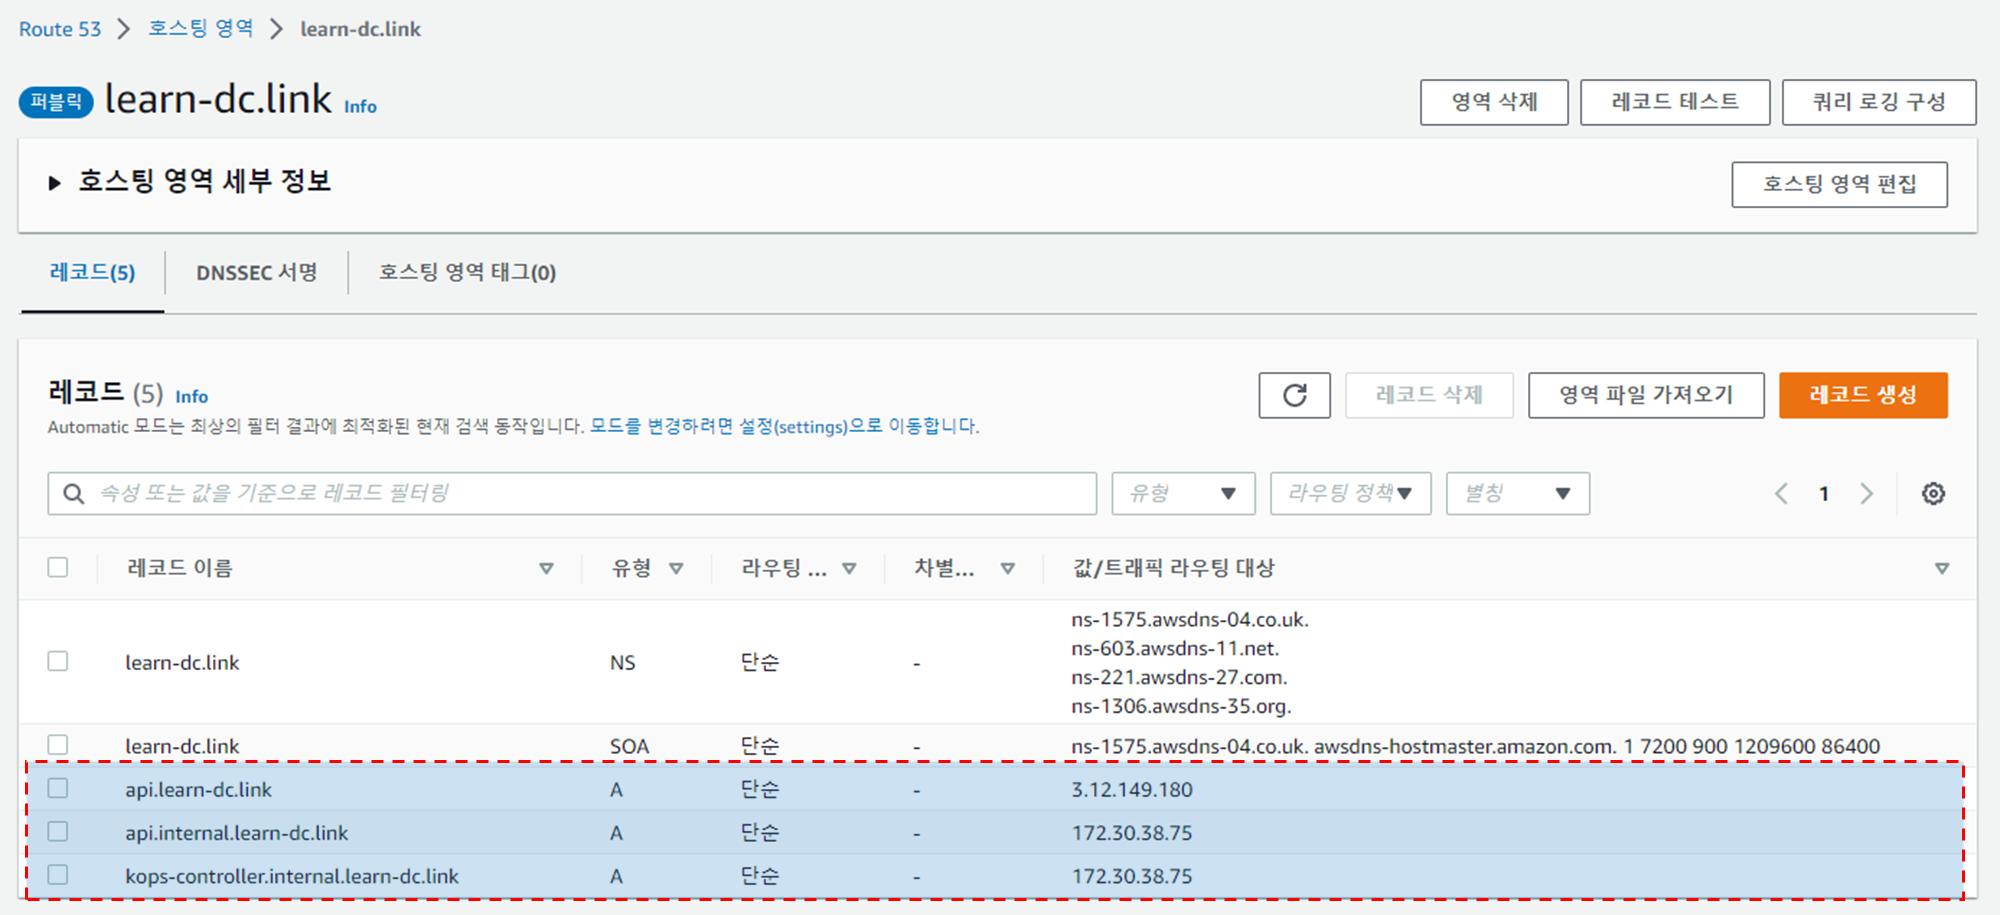 Route 53 > 호스팅 영역 > learn-dc.link
퍼블릭 learn-dc.link Info
영역 삭제 레코드 테스트 쿼리 로깅 구성
호스팅 영역 세부 정보
호스팅 영역 편집
레코드(5) DNSSEC 서명 호스팅 영역 태그(0)
레코드 (5) Info
레코드 삭제 영역 파일 가져오기 레코드 생성
Automatic 모드는 최상의 필터 결과에 최적화된 현재 검색 동작입니다. 모드를 변경하려면 설정(settings)으로 이동합니다.
속성 또는 값을 기준으로 레코드 필터링 유형 라우팅 정책 별칭 1
레코드 이름 유형 라우팅 ... 차별... 값/트래픽 라우팅 대상
ns-1575.awsdns-04.co.uk.
ns-603.awsdns-11.net.
learn-dc.link NS 단순 -
ns-221.awsdns-27.com.
ns-1306.awsdns-35.org.
learn-dc.link SOA 단순 - ns-1575.awsdns-04.co.uk. awsdns-hostmaster.amazon.com. 1 7200 900 1209600 86400
api.learn-dc.link A 단순 - 3.12.149.180
api.internal.learn-dc.link A 단순 - 172.30.38.75
kops-controller.internal.learn-dc.link A 단순 - 172.30.38.75